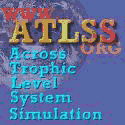 WWW.
ATLSS
.ORG
Across
Trophic
Level
System
Simulation